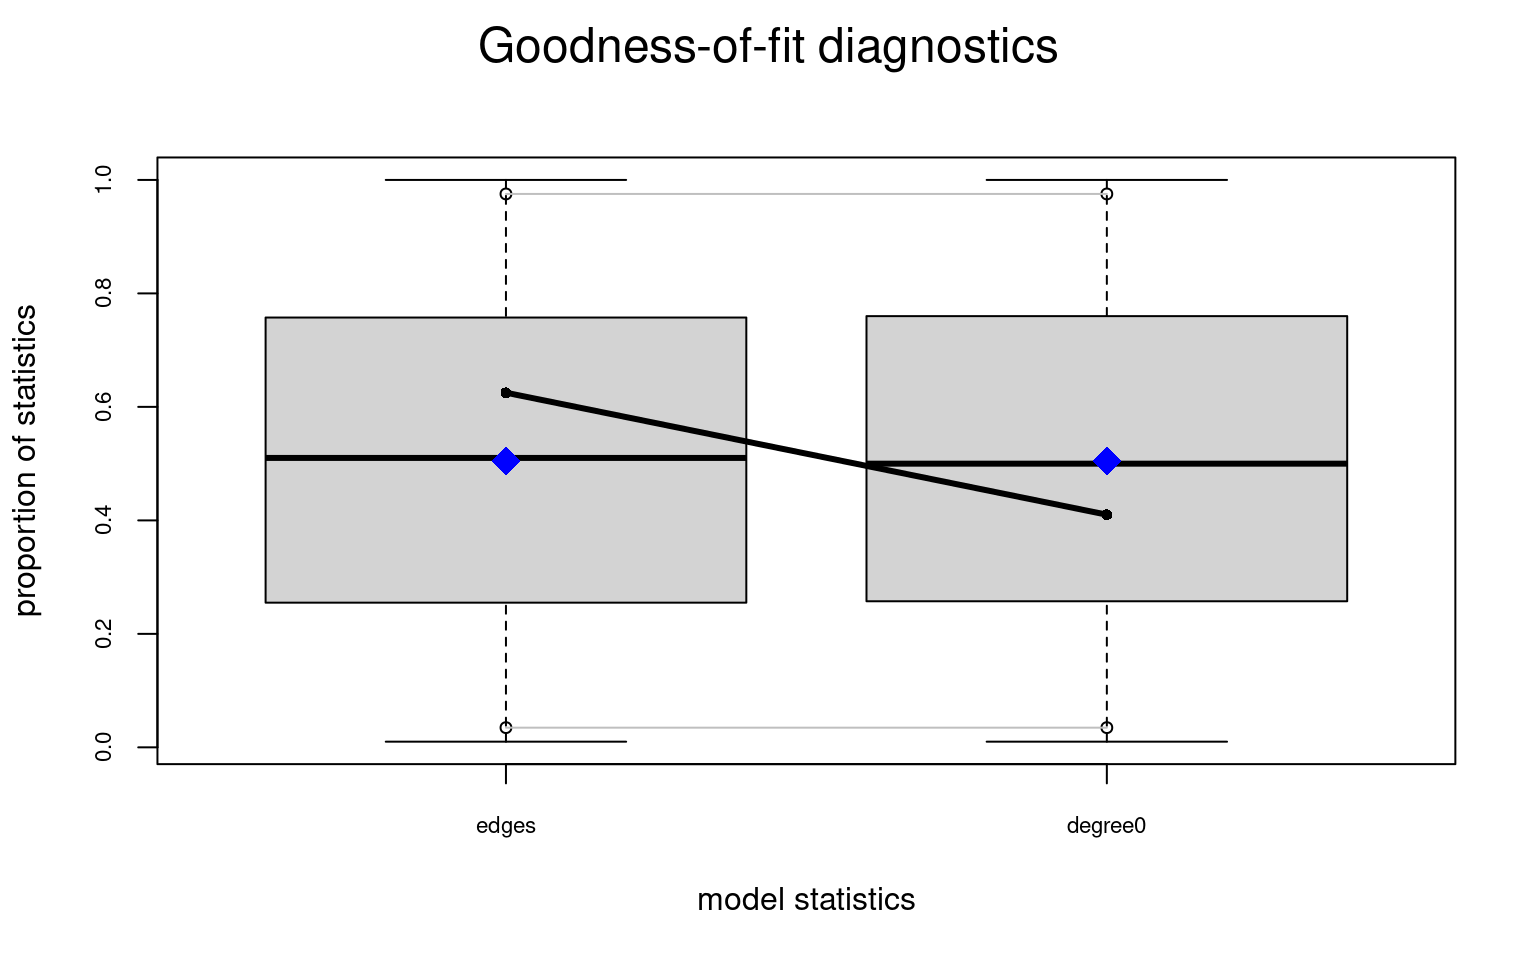 Goodness-of-fit diagnostics
proportion of statistics
1.0
0.8
0.6
0.4
0.2
0.0
edges
degree0
model statistics